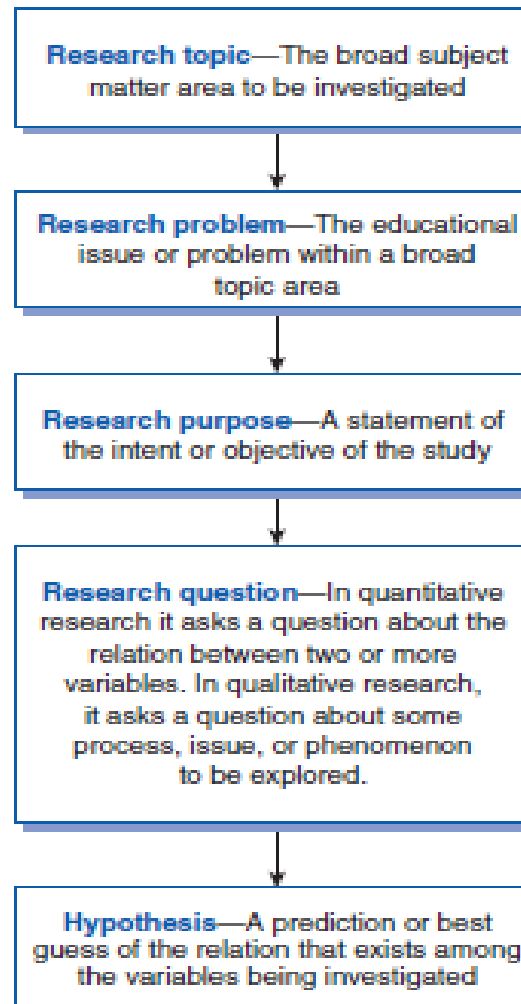 Research topic—The broad subject
matter area to be investigated
Research problem—The educational
issue or problem within a broad
topic area
Research purpose—A statement of
the intent or objective of the study
Research question—In quantitative
research it asks a question about the
relation between two or more
variables. In qualitative research,
it asks a question about some
process, issue, or phenomenon
to be explored.
Hypothesis—A prediction or best
guess of the relation that exists among
the variables being investigated